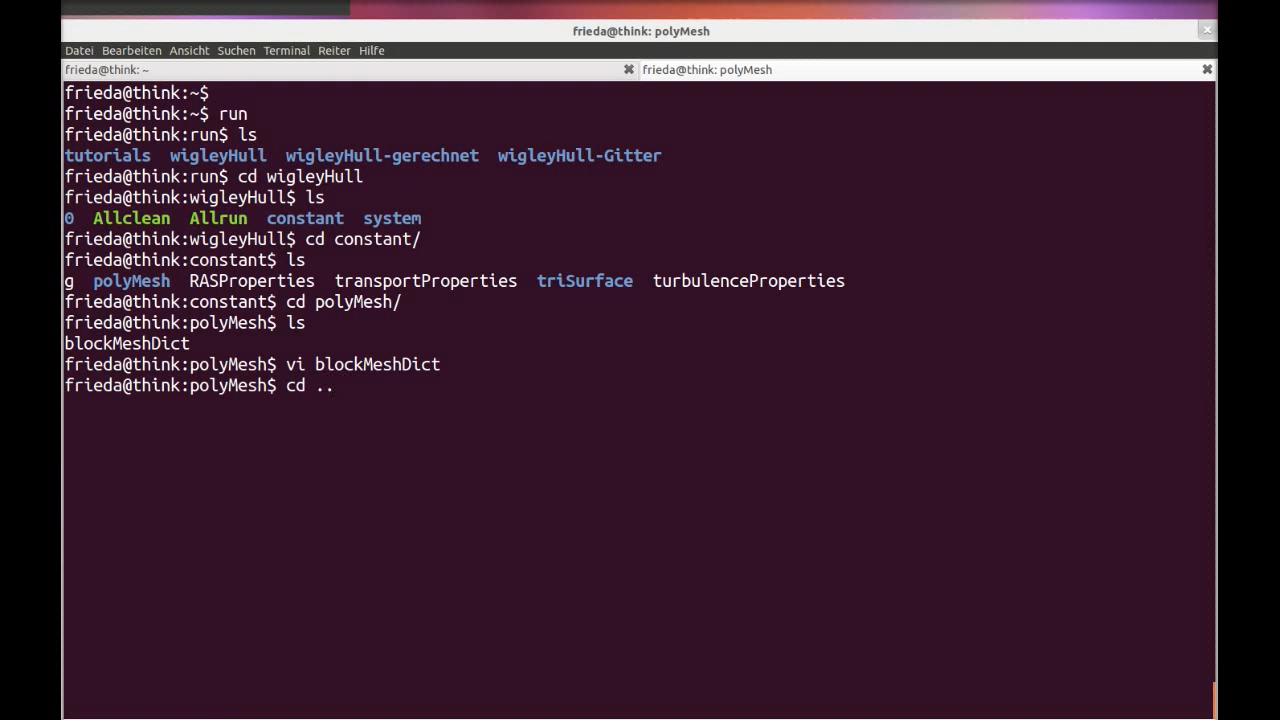 frieda@think: polyMesh
Datei Bearbeiten Ansicht Suchen Terminal Reiter Hilfe
frieda@think: ~ frieda@think: polyMesh
frieda@think:~$
frieda@think:~$ run
frieda@think:run$ ls
tutorials wigleyHull wigleyHull-gerechnet wigleyHull-Gitter
frieda@think:run$ cd wigleyHull
frieda@think:wigleyHull$ ls
0 Allclean Allrun constant system
frieda@think:wigleyHull$ cd constant/
frieda@think:constant$ ls
g polyMesh RASProperties transportProperties triSurface turbulenceProperties
frieda@think:constant$ cd polyMesh/
frieda@think:polyMesh$ ls
blockMeshDict
frieda@think:polyMesh$ vi blockMeshDict
frieda@think:polyMesh$ cd ..